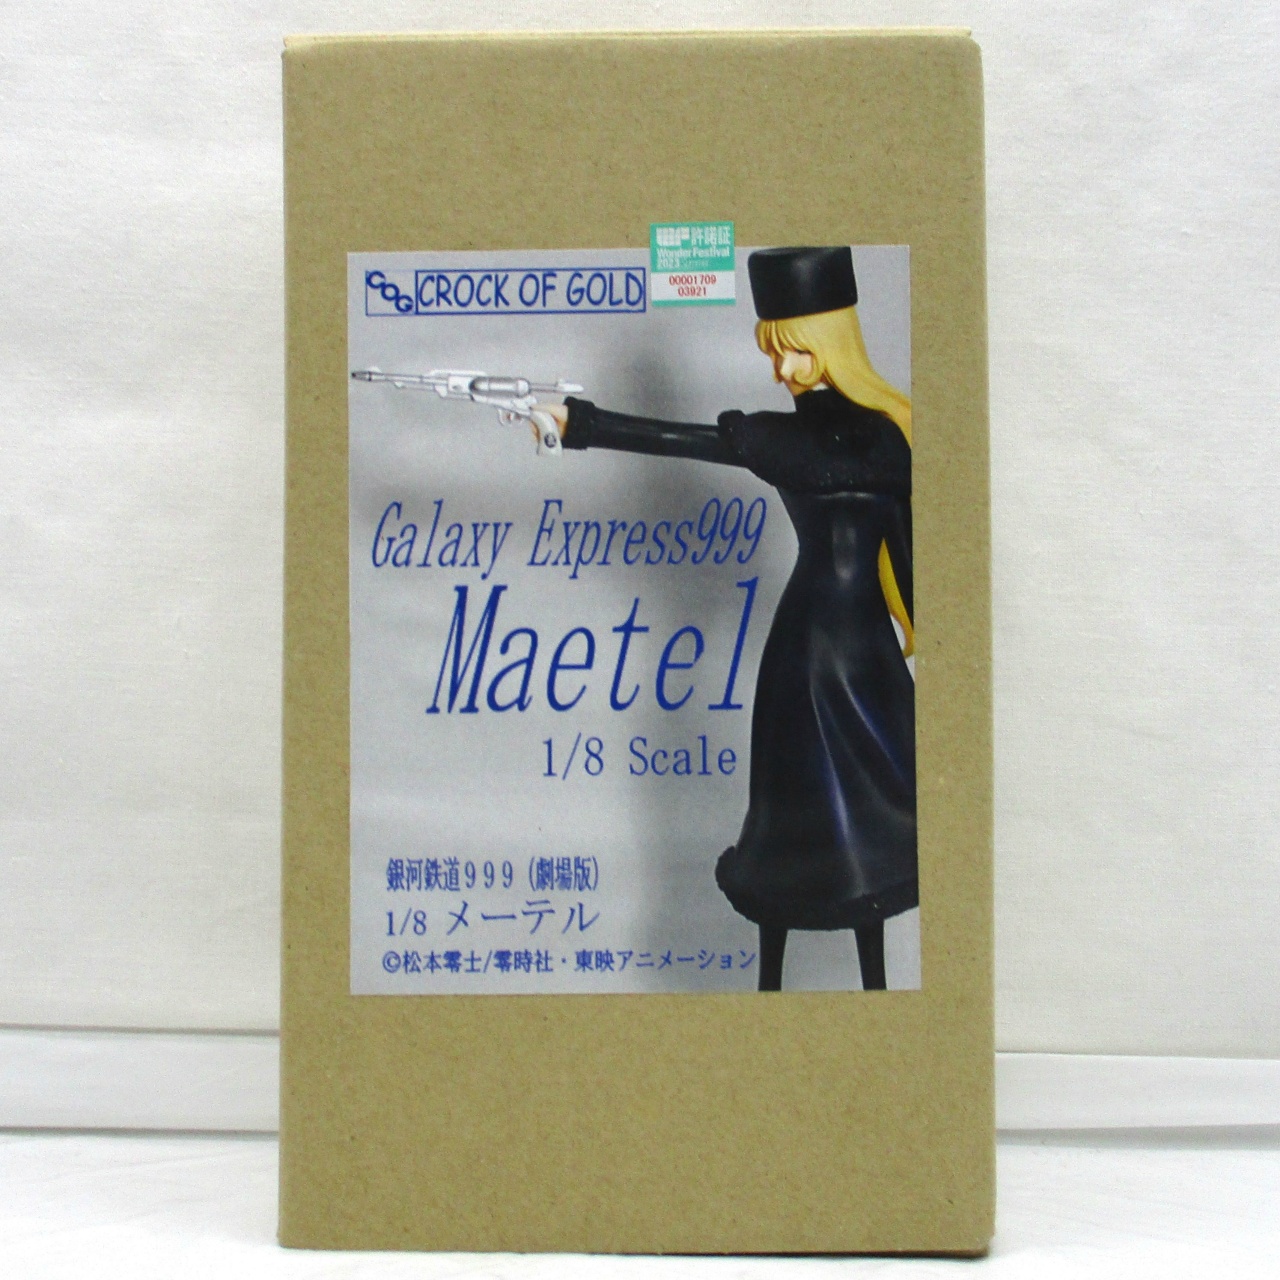 COG CROCK OF GOLD
許諾証
Wonder Festival
2023
00001709
03921
Galaxy Express999
Maetel
1/8 Scale
銀河鉄道999(劇場版)
1/8 メーテル
©松本零士/零時社・東映アニメーション